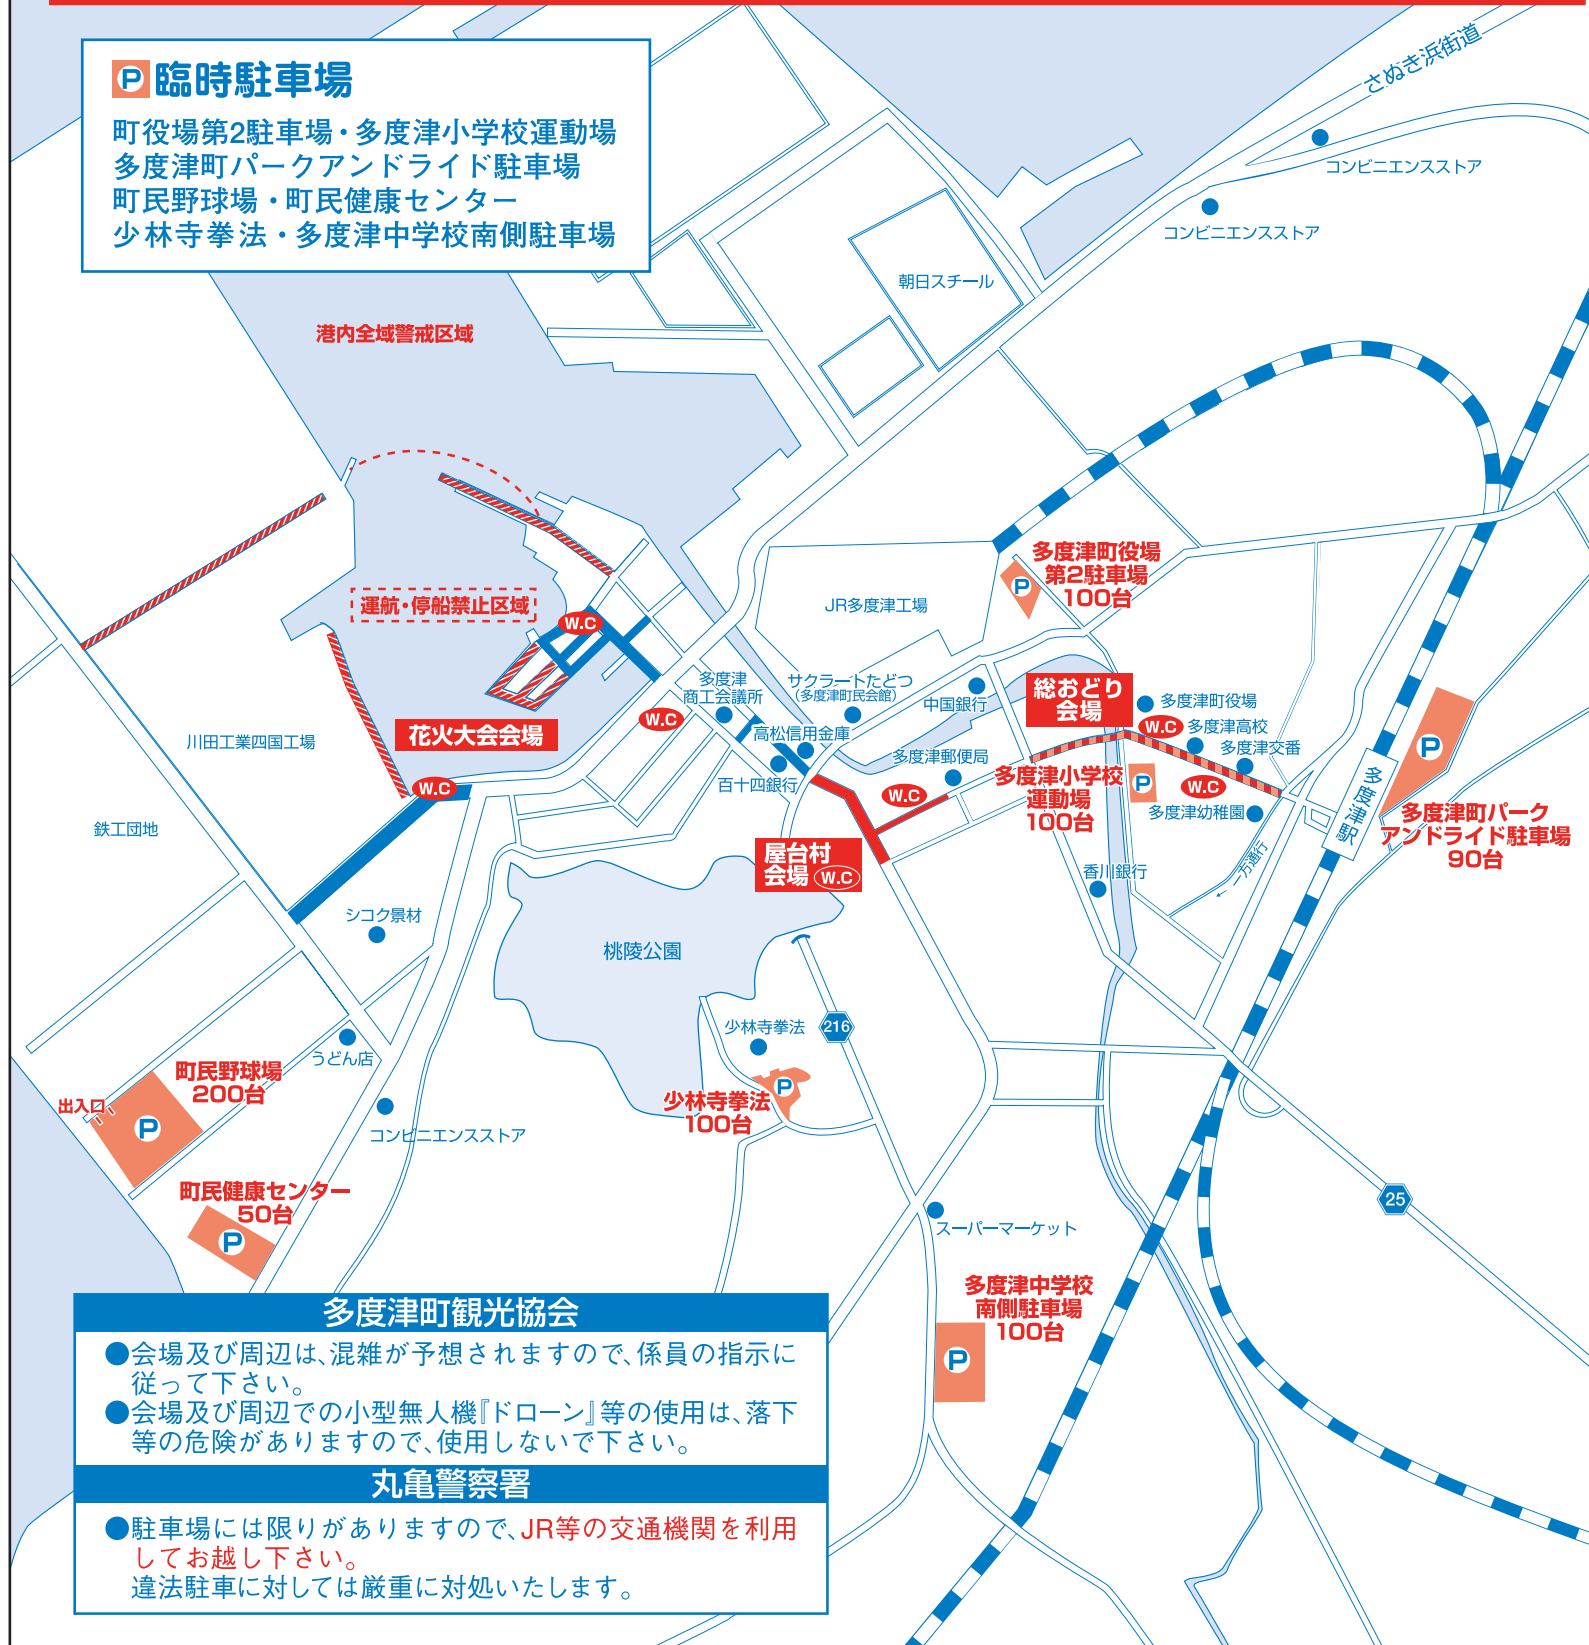 P 臨時駐車場
町役場第2駐車場・多度津小学校運動場
多度津町パークアンドライド駐車場
町民野球場・町民健康センター
少林寺拳法・多度津中学校南側駐車場
さぬき浜街道
コンビニエンスストア
コンビニエンスストア
朝日スチール
港内全域警戒区域
運航・停船禁止区域
W.C
多度津町役場
第2駐車場
100台
P
JR多度津工場
多度津
商工会議所
サクラートたどつ
(多度津町民会館)
中国銀行
総おどり
会場
多度津町役場
W.C
多度津高校
多度津交番
W.C
花火大会会場
川田工業四国工場
W.C
高松信用金庫
百十四銀行
多度津郵便局
W.C
多度津小学校
運動場
100台
P
W.C
多度津幼稚園
多度津駅
P
多度津町パーク
アンドライド駐車場
90台
鉄工団地
屋台村
会場 W.C
香川銀行
← 一方通行
シコク景材
桃陵公園
少林寺拳法
216
うどん店
町民野球場
200台
出入口
P
少林寺拳法
100台
P
コンビニエンスストア
町民健康センター
50台
P
25
スーパーマーケット
多度津中学校
南側駐車場
100台
P
多度津町観光協会
●会場及び周辺は、混雑が予想されますので、係員の指示に
従って下さい。
●会場及び周辺での小型無人機『ドローン』等の使用は、落下
等の危険がありますので、使用しないで下さい。
丸亀警察署
●駐車場には限りがありますので、JR等の交通機関を利用
してお越し下さい。
違法駐車に対しては厳重に対処いたします。